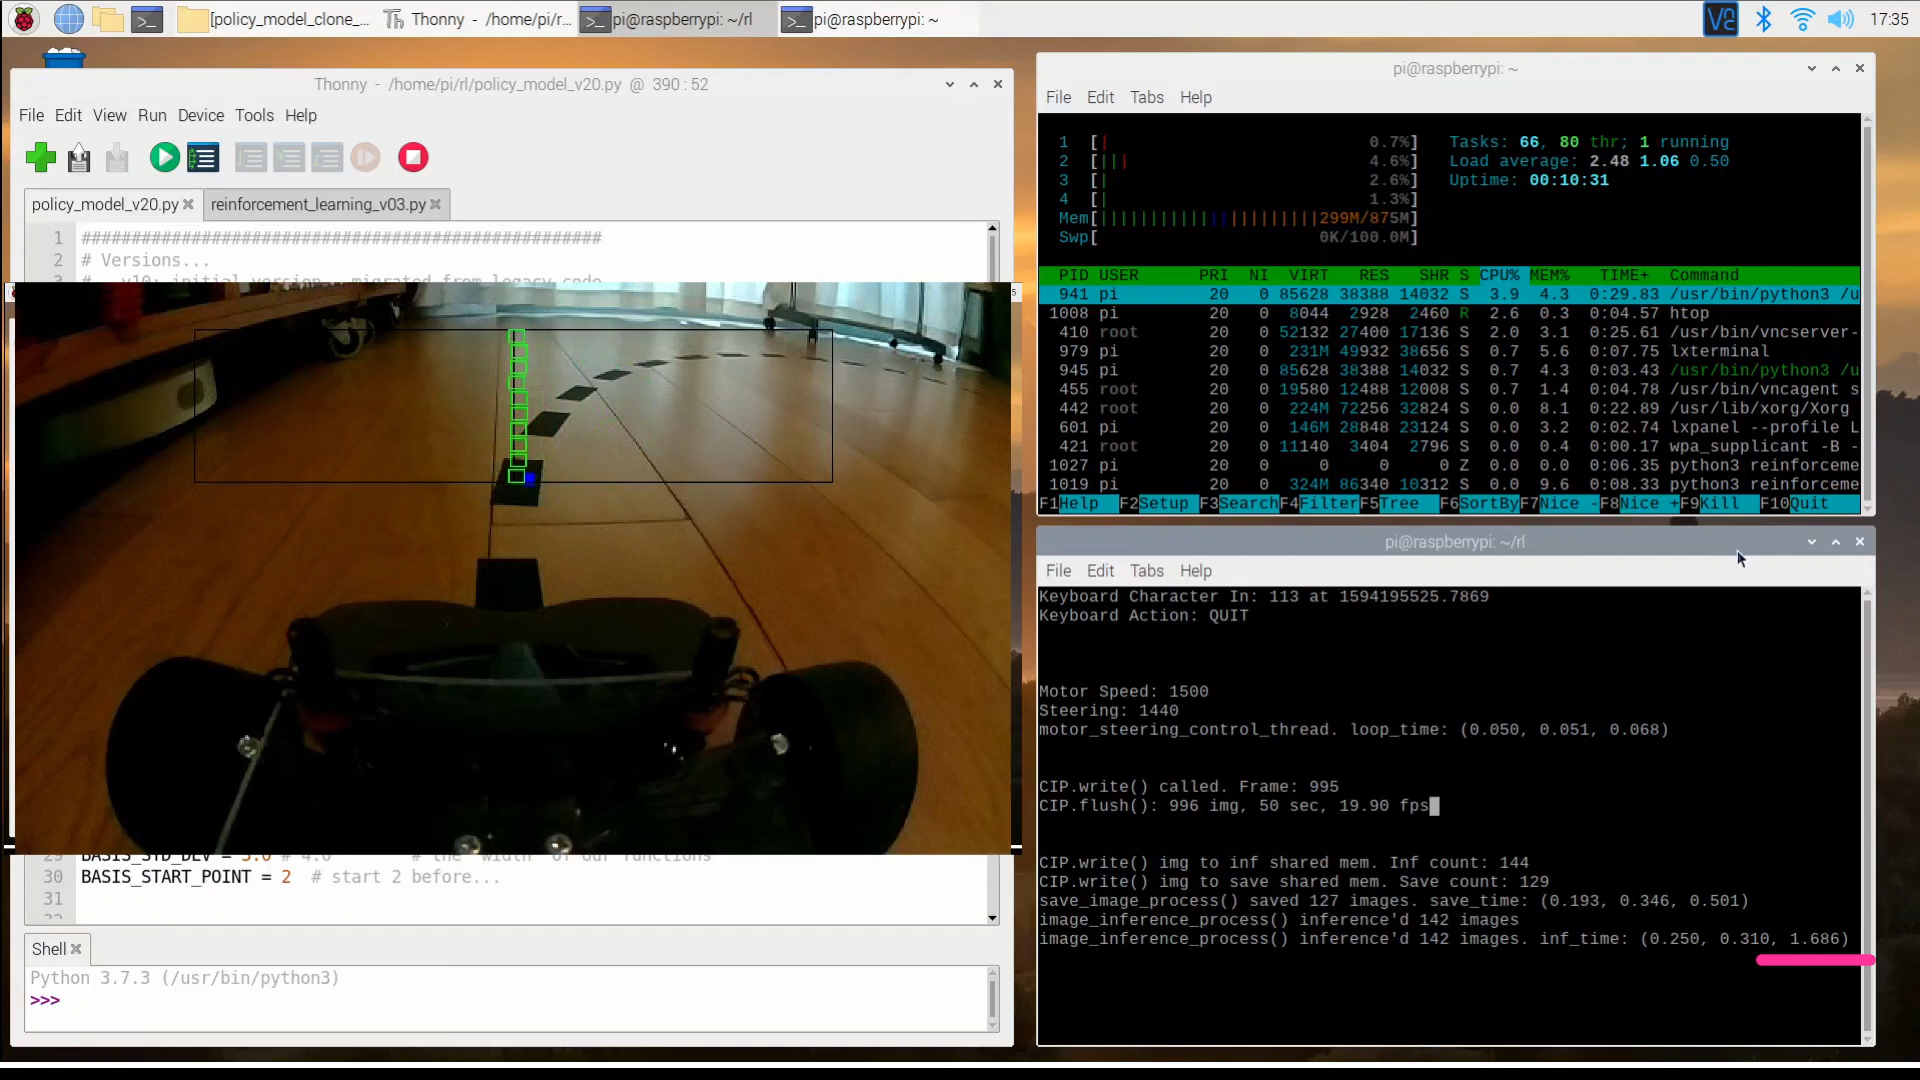 [policy_model_clone_...
Thonny - /home/pi/r...
pi@raspberrypi: ~/rl
pi@raspberrypi: ~
17:35
Thonny - /home/pi/rl/policy_model_v20.py @ 390:52
File Edit View Run Device Tools Help
policy_model_v20.py
reinforcement_learning_v03.py
1 ####################################################
2 # Versions...
29 BASIS_STD_DEV = 3.0 # 4.0 # the "width" of our functions
30 BASIS_START_POINT = 2 # start 2 before...
31
Shell
Python 3.7.3 (/usr/bin/python3)
>>>
pi@raspberrypi: ~
File Edit Tabs Help
1 [| 0.7%] Tasks: 66, 80 thr; 1 running
2 [||| 4.6%] Load average: 2.48 1.06 0.50
3 [| 2.6%] Uptime: 00:10:31
4 [| 1.3%]
Mem[||||||||||||||||||||||299M/875M]
Swp[ 0K/100.0M]
PID USER PRI NI VIRT RES SHR S CPU% MEM% TIME+ Command
941 pi 20 0 85628 38388 14032 S 3.9 4.3 0:29.83 /usr/bin/python3 /u
1008 pi 20 0 8044 2928 2460 R 2.6 0.3 0:04.57 htop
410 root 20 0 52132 27400 17136 S 2.0 3.1 0:25.61 /usr/bin/vncserver-
979 pi 20 0 231M 49932 38656 S 0.7 5.6 0:07.75 lxterminal
945 pi 20 0 85628 38388 14032 S 0.7 4.3 0:03.43 /usr/bin/python3 /u
455 root 20 0 19580 12488 12008 S 0.7 1.4 0:04.78 /usr/bin/vncagent s
442 root 20 0 224M 72256 32824 S 0.0 8.1 0:22.89 /usr/lib/xorg/Xorg
601 pi 20 0 146M 28848 23124 S 0.0 3.2 0:02.74 lxpanel --profile L
421 root 20 0 11140 3404 2796 S 0.0 0.4 0:00.17 wpa_supplicant -B -
1027 pi 20 0 0 0 0 Z 0.0 0.0 0:06.35 python3 reinforceme
1019 pi 20 0 324M 86340 10312 S 0.0 9.6 0:08.33 python3 reinforceme
F1Help F2Setup F3Search F4Filter F5Tree F6SortBy F7Nice - F8Nice + F9Kill F10Quit
pi@raspberrypi: ~/rl
File Edit Tabs Help
Keyboard Character In: 113 at 1594195525.7869
Keyboard Action: QUIT
Motor Speed: 1500
Steering: 1440
motor_steering_control_thread. loop_time: (0.050, 0.051, 0.068)
CIP.write() called. Frame: 995
CIP.flush(): 996 img, 50 sec, 19.90 fps
CIP.write() img to inf shared mem. Inf count: 144
CIP.write() img to save shared mem. Save count: 129
save_image_process() saved 127 images. save_time: (0.193, 0.346, 0.501)
image_inference_process() inference'd 142 images
image_inference_process() inference'd 142 images. inf_time: (0.250, 0.310, 1.686)